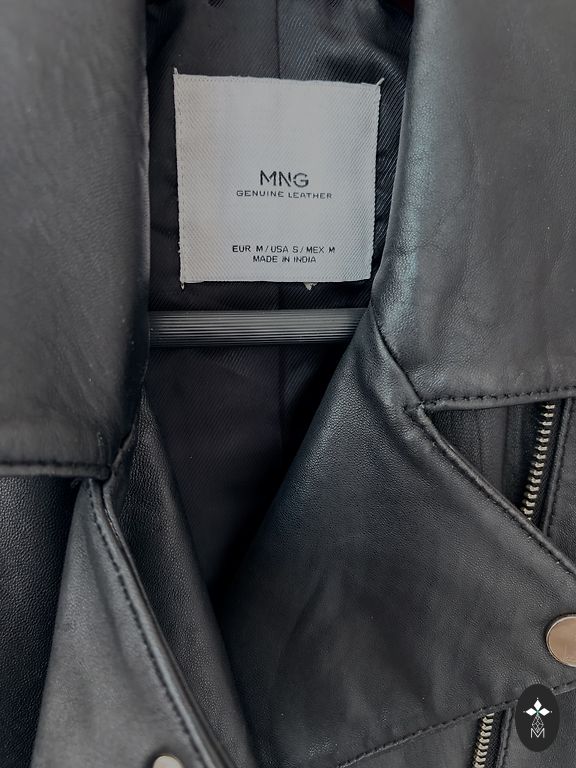 MNG
GENUINE LEATHER
EUR M / USA S / MEX M
MADE IN INDIA